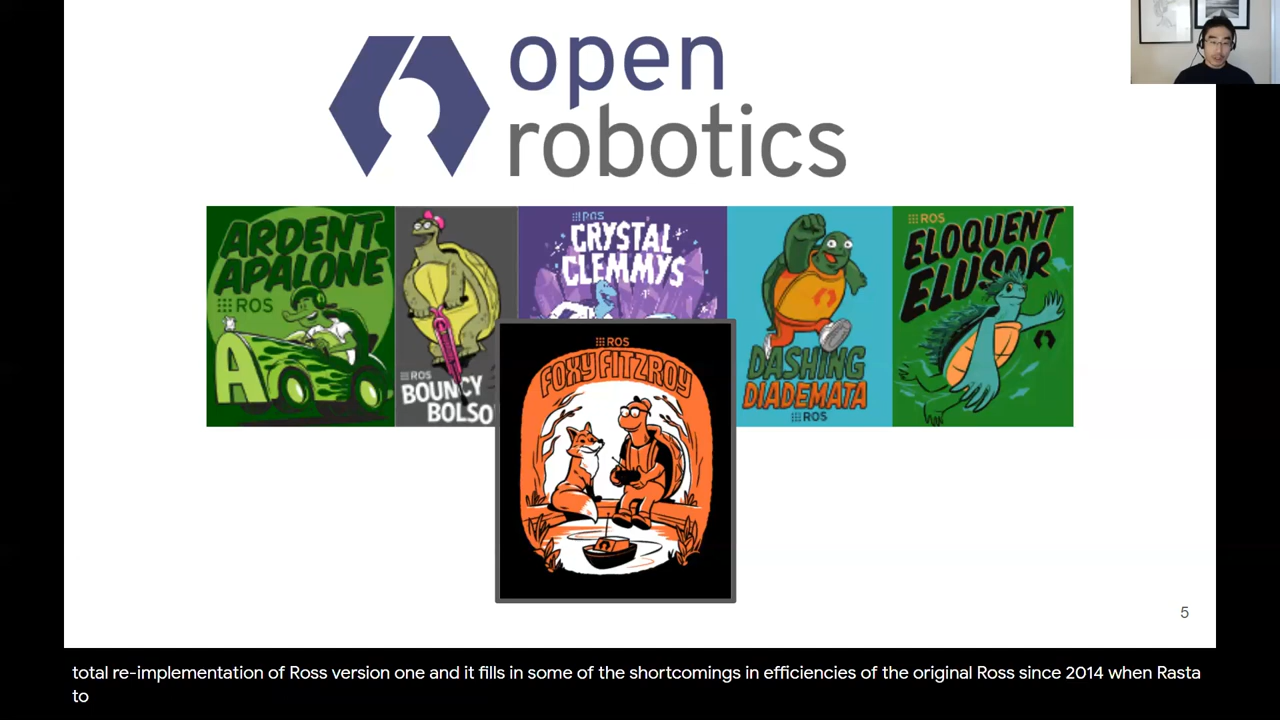 open
robotics
ARDENT
APALONE
ROS
A
ROS
BOUNCY
BOLSO
ROS
CRYSTAL
CLEMMYS
DASHING
DIADEMATA
ROS
ROS
ELOQUENT
ELUSOR
ROS
FOXY FITZROY
5
total re-implementation of Ross version one and it fills in some of the shortcomings in efficiencies of the original Ross since 2014 when Rasta
to